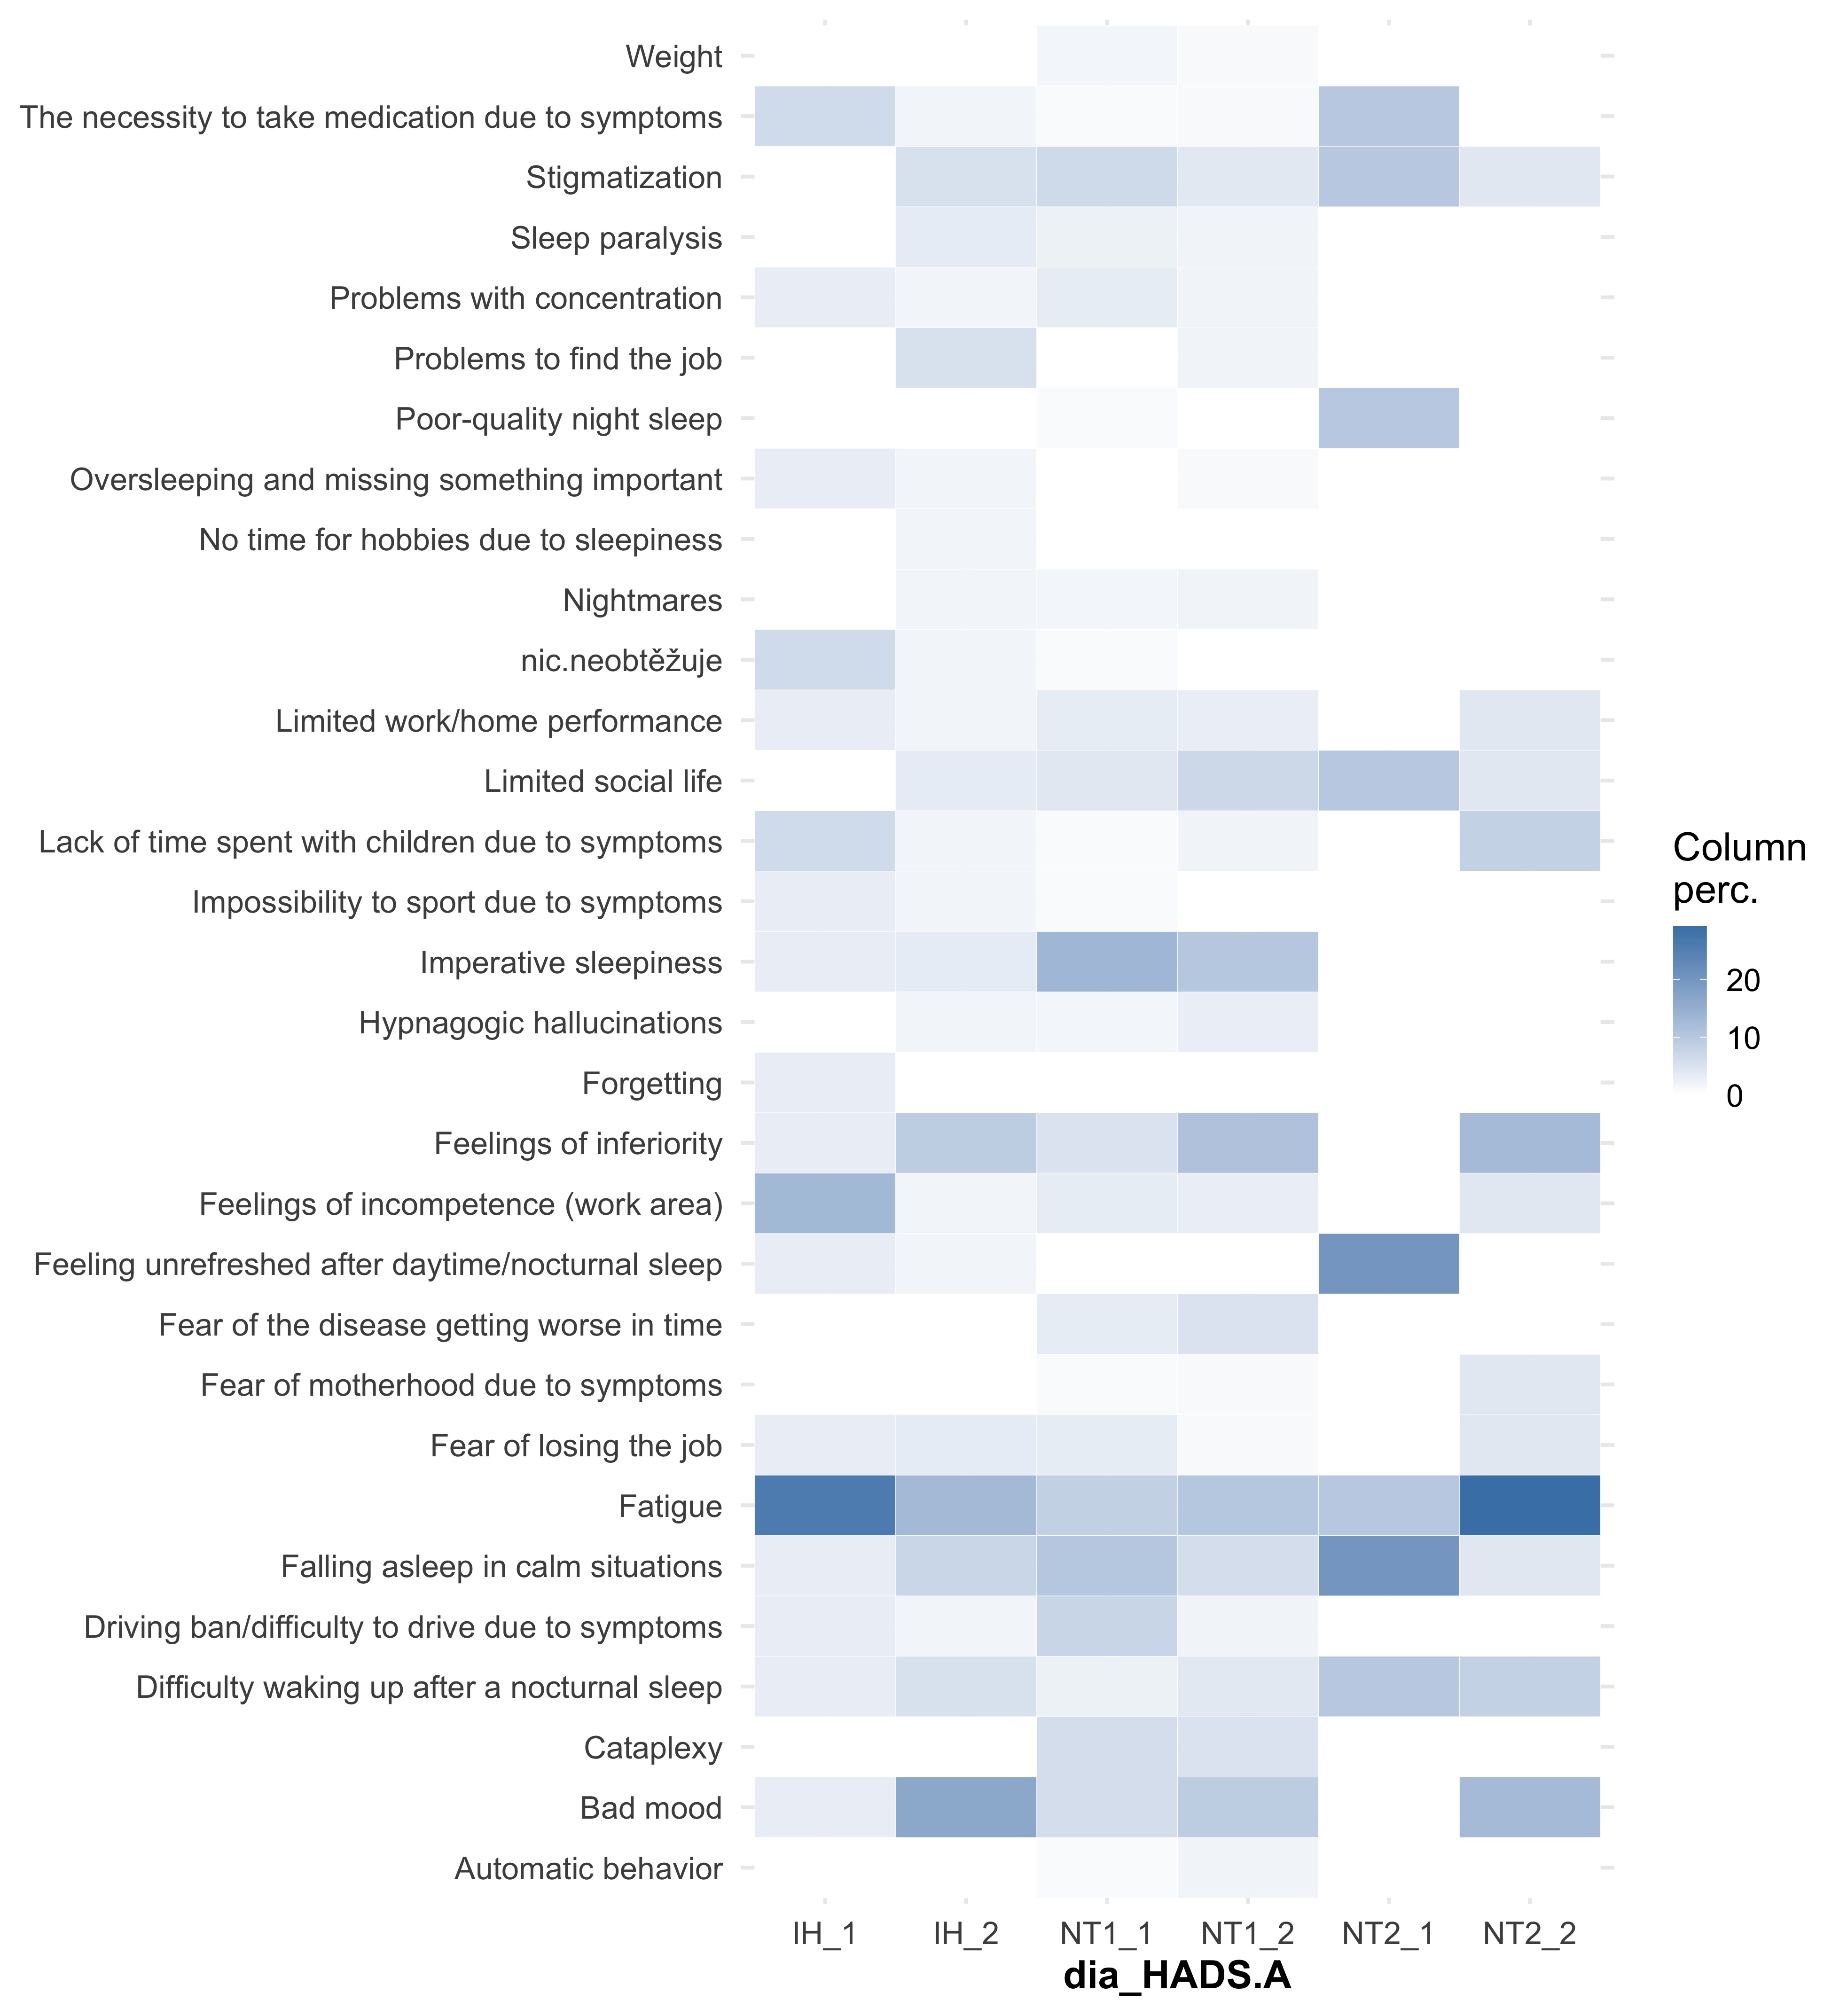 Weight
The necessity to take medication due to symptoms
Stigmatization
Sleep paralysis
Problems with concentration
Problems to find the job
Poor-quality night sleep
Oversleeping and missing something important
No time for hobbies due to sleepiness
Nightmares
nic.neobtěžuje
Limited work/home performance
Limited social life
Lack of time spent with children due to symptoms
Impossibility to sport due to symptoms
Imperative sleepiness
Hypnagogic hallucinations
Forgetting
Feelings of inferiority
Feelings of incompetence (work area)
Feeling unrefreshed after daytime/nocturnal sleep
Fear of the disease getting worse in time
Fear of motherhood due to symptoms
Fear of losing the job
Fatigue
Falling asleep in calm situations
Driving ban/difficulty to drive due to symptoms
Difficulty waking up after a nocturnal sleep
Cataplexy
Bad mood
Automatic behavior
IH_1 IH_2 NT1_1 NT1_2 NT2_1 NT2_2
dia_HADS.A
Column
perc.
20
10
0